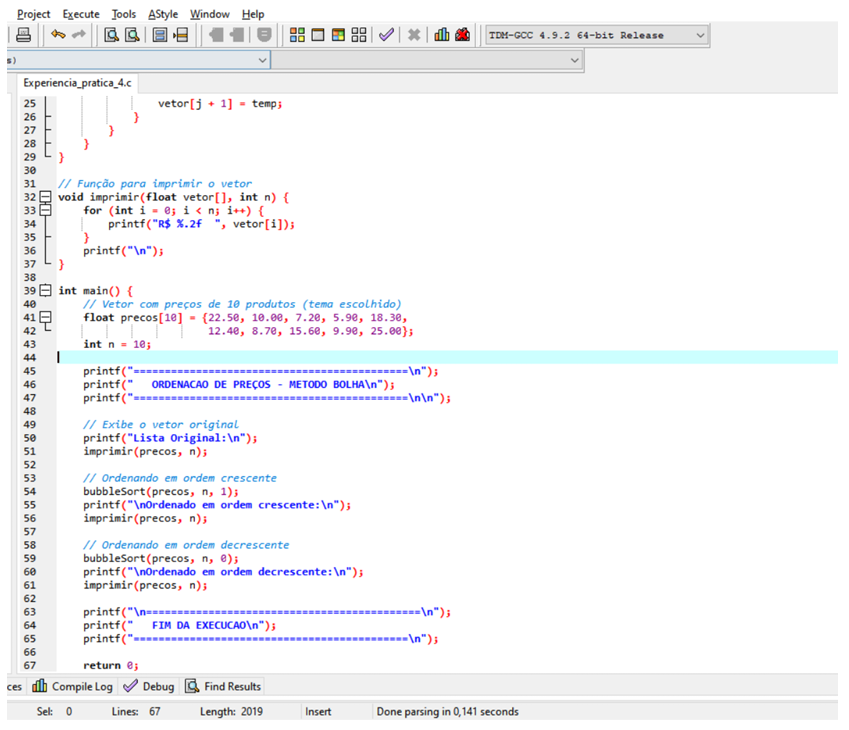 Project Execute Tools AStyle Window Help
TDM-GCC 4.9.2 64-bit Release
s)
Experiencia_pratica_4.c
25 vetor[j + 1] = temp;
26 }
27 }
28 }
29 }
30
31 // Função para imprimir o vetor
32 void imprimir(float vetor[], int n) {
33 for (int i = 0; i < n; i++) {
34 printf("R$ %.2f  ", vetor[i]);
35 }
36 printf("\n");
37 }
38
39 int main() {
40 // Vetor com preços de 10 produtos (tema escolhido)
41 float precos[10] = {22.50, 10.00, 7.20, 5.90, 18.30,
42 12.40, 8.70, 15.60, 9.90, 25.00};
43 int n = 10;
44
45 printf("============================================\n");
46 printf("   ORDENACAO DE PREÇOS - METODO BOLHA\n");
47 printf("============================================\n\n");
48
49 // Exibe o vetor original
50 printf("Lista Original:\n");
51 imprimir(precos, n);
52
53 // Ordenando em ordem crescente
54 bubbleSort(precos, n, 1);
55 printf("\nOrdenado em ordem crescente:\n");
56 imprimir(precos, n);
57
58 // Ordenando em ordem decrescente
59 bubbleSort(precos, n, 0);
60 printf("\nOrdenado em ordem decrescente:\n");
61 imprimir(precos, n);
62
63 printf("\n============================================\n");
64 printf("   FIM DA EXECUCAO\n");
65 printf("============================================\n");
66
67 return 0;
ces Compile Log Debug Find Results
Sel: 0 Lines: 67 Length: 2019 Insert Done parsing in 0,141 seconds